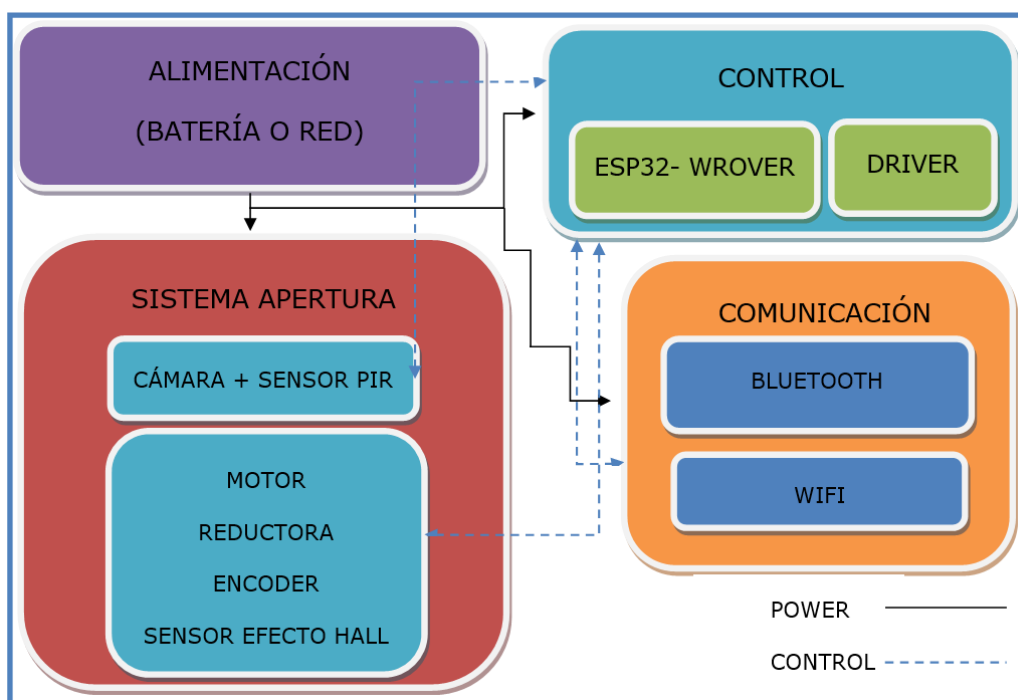 ALIMENTACIÓN
(BATERÍA O RED)
CONTROL
ESP32- WROVER
DRIVER
SISTEMA APERTURA
CÁMARA + SENSOR PIR
MOTOR
REDUCTORA
ENCODER
SENSOR EFECTO HALL
COMUNICACIÓN
BLUETOOTH
WIFI
POWER
CONTROL